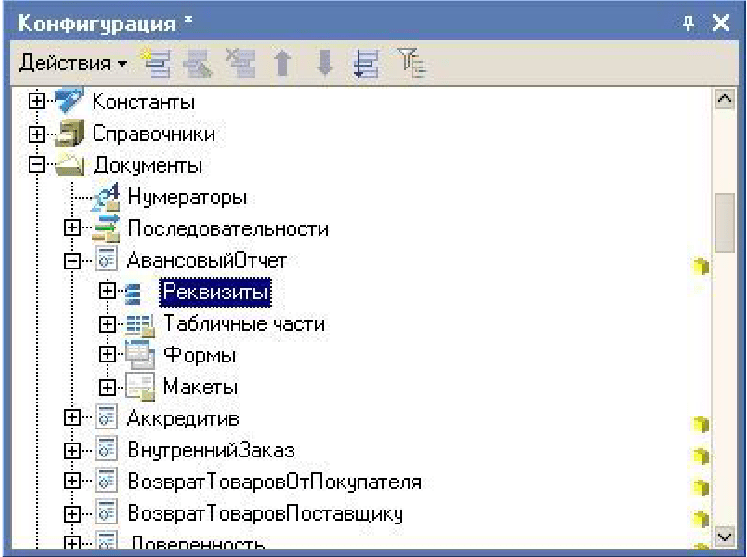 Конфигурация *
Действия
Константы
Справочники
Документы
Нумераторы
Последовательности
АвансовыйОтчет
Реквизиты
Табличные части
Формы
Макеты
Аккредитив
ВнутреннийЗаказ
ВозвратТоваровОтПокупателя
ВозвратТоваровПоставщику
Доверенность